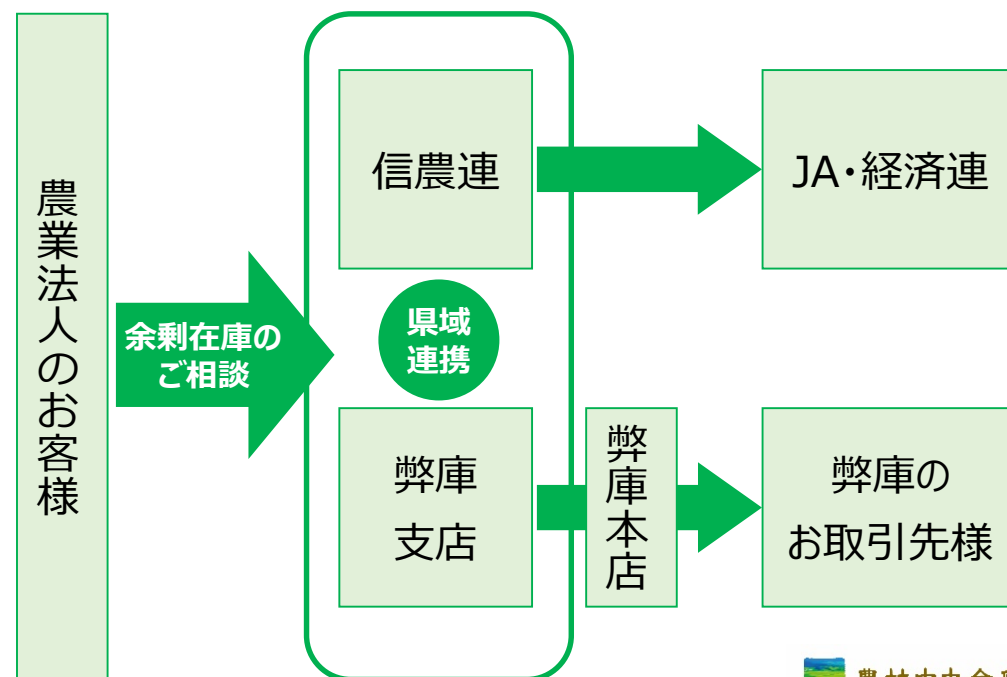 農業法人のお客様
余剰在庫の
ご相談
信農連
県域
連携
弊庫
支店
弊庫本店
JA・経済連
弊庫の
お取引先様